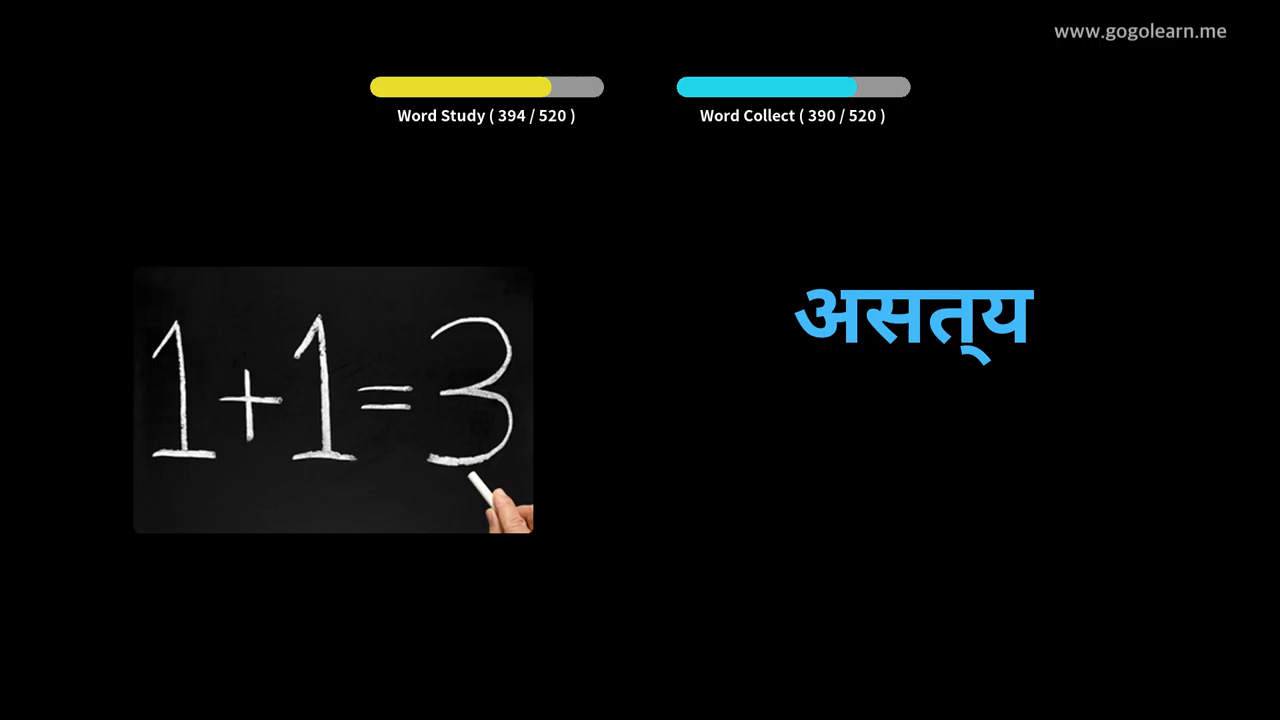 www.gogolearn.me
Word Study ( 394 / 520 )
Word Collect ( 390 / 520 )
1+1=3
असत्‌य